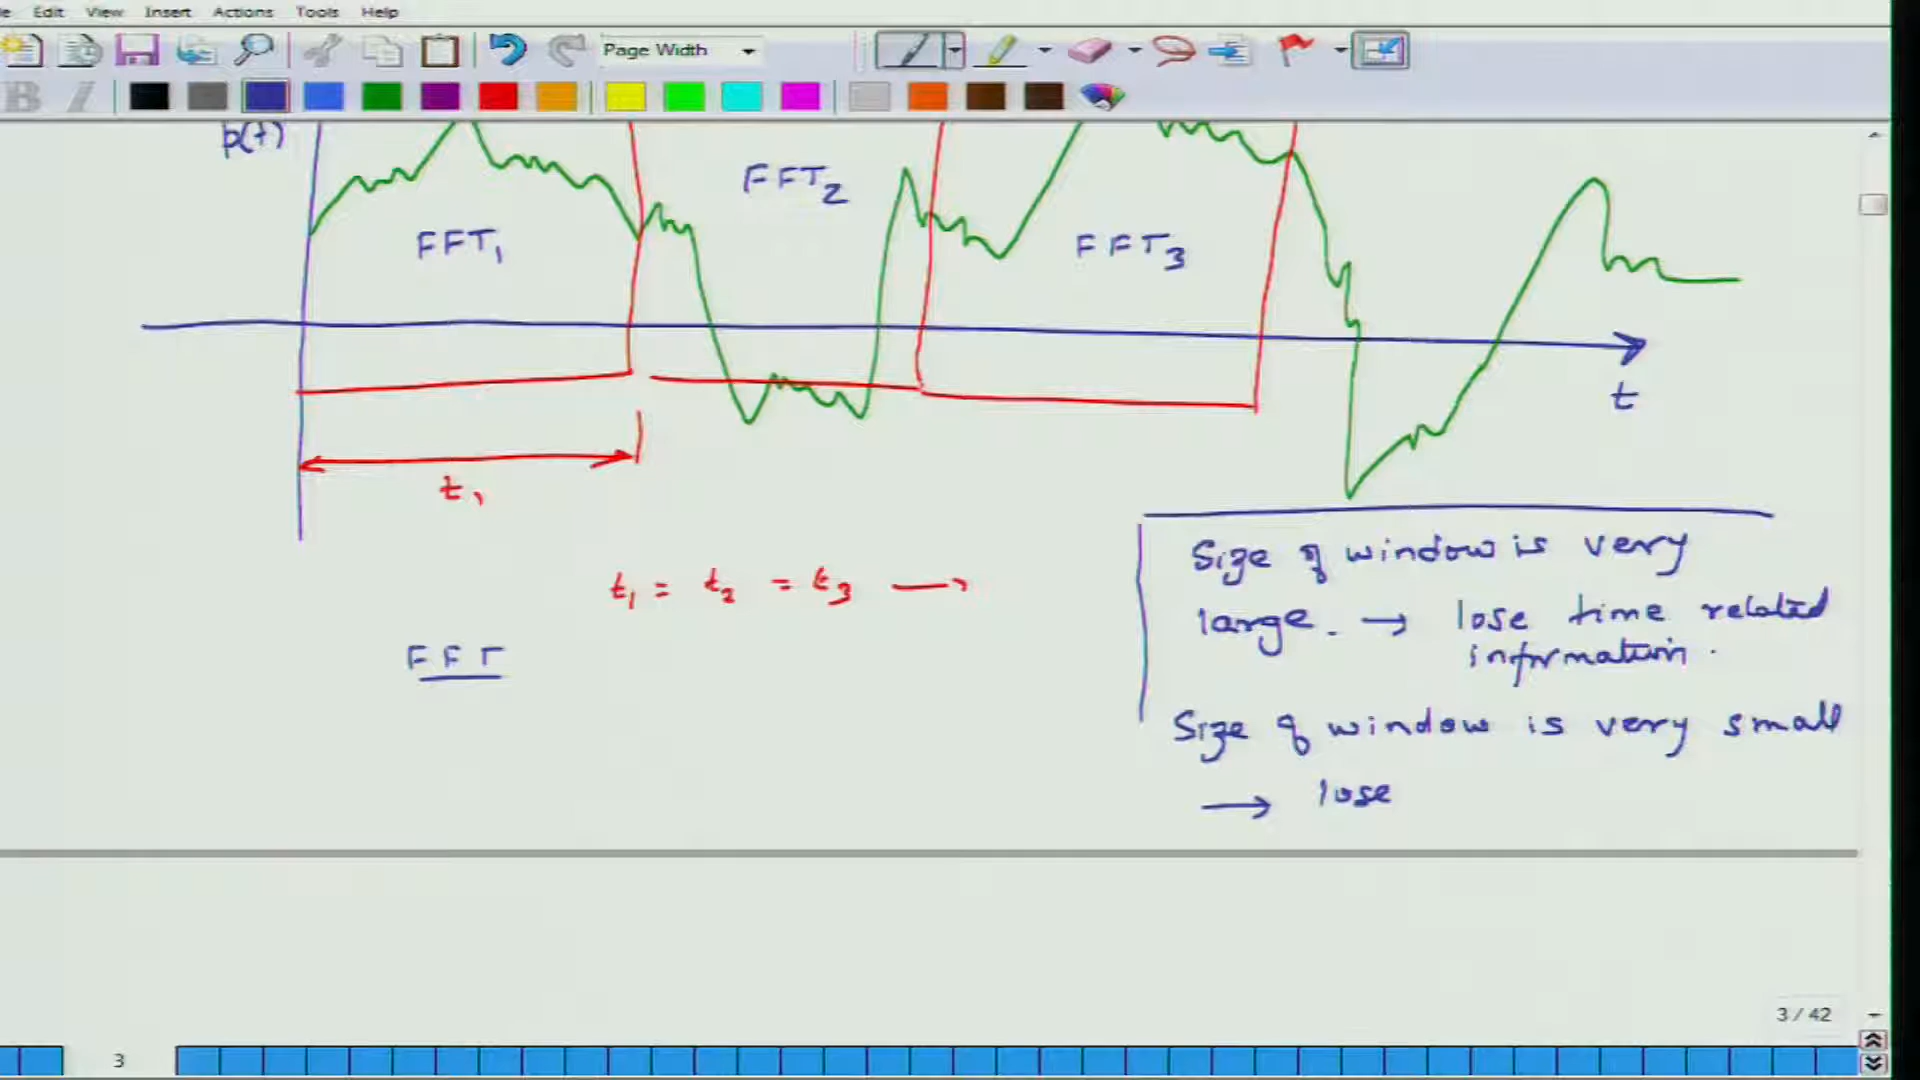 Edit View Insert Actions Tools Help
Page Width
p(t)
FFT1
FFT2
FFT3
t
t1
t1 = t2 = t3
FFT
Size of window is very
large. → lose time related
information.
Size of window is very small
→ lose
3 / 42
3